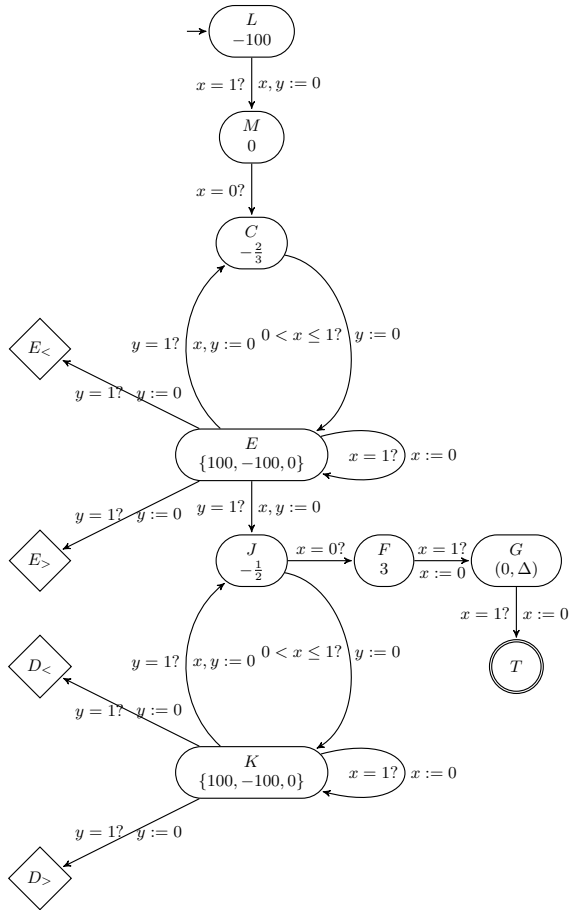 L
−100
x = 1? x, y := 0
M
0
x = 0?
C
−2/3
y = 1? x, y := 0 0 < x ≤ 1? y := 0
E<
y = 1? y := 0
E
{100, −100, 0}
x = 1? x := 0
y = 1? x, y := 0
y = 1? y := 0
E>
J
−1/2
x = 0?
F
3
x = 1?
x := 0
G
(0, Δ)
x = 1? x := 0
y = 1? x, y := 0 0 < x ≤ 1? y := 0
D<
T
y = 1? y := 0
K
{100, −100, 0}
x = 1? x := 0
y = 1? y := 0
D>